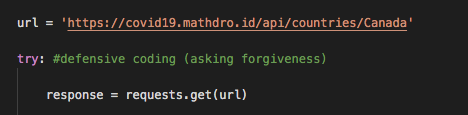 url = 'https://covid19.mathdro.id/api/countries/Canada'
try: #defensive coding (asking forgiveness)
response = requests.get(url)